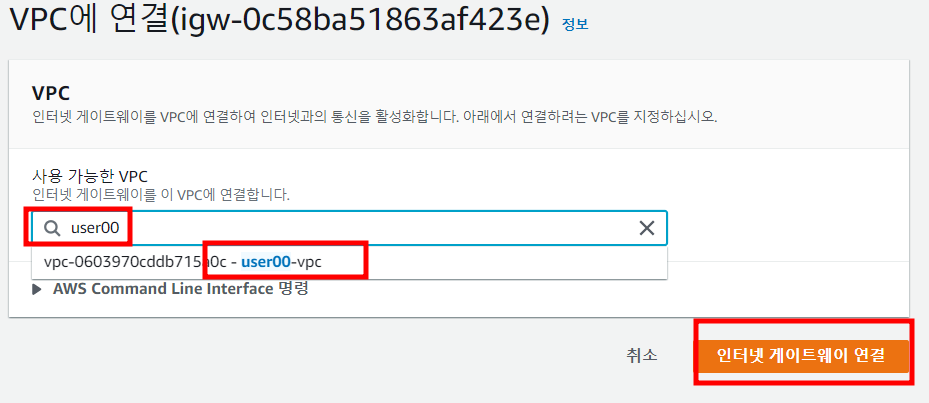 VPC에 연결(igw-0c58ba51863af423e) 정보
VPC
인터넷 게이트웨이를 VPC에 연결하여 인터넷과의 통신을 활성화합니다. 아래에서 연결하려는 VPC를 지정하십시오.
사용 가능한 VPC
인터넷 게이트웨이를 이 VPC에 연결합니다.
user00
vpc-0603970cddb715a0c - user00-vpc
AWS Command Line Interface 명령
취소
인터넷 게이트웨이 연결